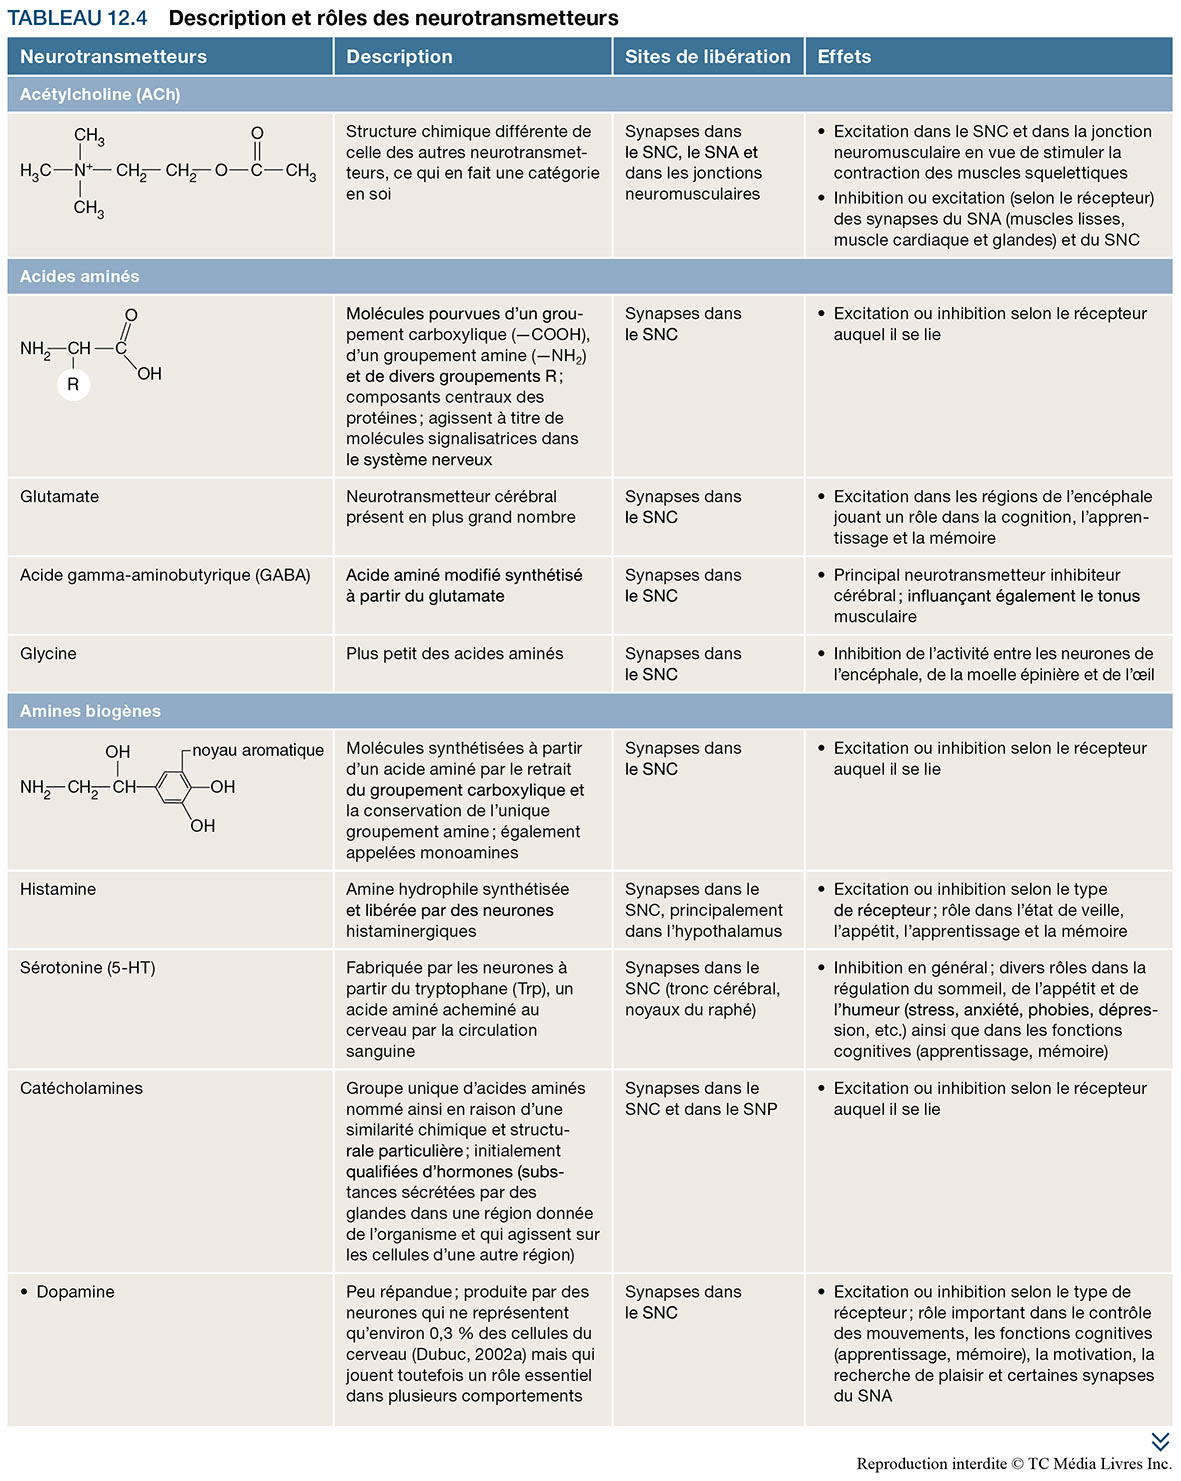 TABLEAU 12.4 Description et rôles des neurotransmetteurs
Neurotransmetteurs Description Sites de libération Effets
Acétylcholine (ACh)
CH3
O
H3C—N+—CH2—CH2—O—C—CH3
CH3
Structure chimique différente de
celle des autres neurotransmet-
teurs, ce qui en fait une catégorie
en soi
Synapses dans
le SNC, le SNA et
dans les jonctions
neuromusculaires
• Excitation dans le SNC et dans la jonction
neuromusculaire en vue de stimuler la
contraction des muscles squelettiques
• Inhibition ou excitation (selon le récepteur)
des synapses du SNA (muscles lisses,
muscle cardiaque et glandes) et du SNC
Acides aminés
O
NH2—CH—C
OH
R
Molécules pourvues d’un grou-
pement carboxylique (—COOH),
d’un groupement amine (—NH2)
et de divers groupements R ;
composants centraux des
protéines ; agissent à titre de
molécules signalisatrices dans
le système nerveux
Synapses dans
le SNC
• Excitation ou inhibition selon le récepteur
auquel il se lie
Glutamate
Neurotransmetteur cérébral
présent en plus grand nombre
Synapses dans
le SNC
• Excitation dans les régions de l’encéphale
jouant un rôle dans la cognition, l’appren-
tissage et la mémoire
Acide gamma-aminobutyrique (GABA)
Acide aminé modifié synthétisé
à partir du glutamate
Synapses dans
le SNC
• Principal neurotransmetteur inhibiteur
cérébral ; influançant également le tonus
musculaire
Glycine
Plus petit des acides aminés
Synapses dans
le SNC
• Inhibition de l’activité entre les neurones de
l’encéphale, de la moelle épinière et de l’œil
Amines biogènes
OH
noyau aromatique
NH2—CH2—CH
OH
OH
Molécules synthétisées à partir
d’un acide aminé par le retrait
du groupement carboxylique et
la conservation de l’unique
groupement amine ; également
appelées monoamines
Synapses dans
le SNC
• Excitation ou inhibition selon le récepteur
auquel il se lie
Histamine
Amine hydrophile synthétisée
et libérée par des neurones
histaminergiques
Synapses dans le
SNC, principalement
dans l’hypothalamus
• Excitation ou inhibition selon le type
de récepteur ; rôle dans l’état de veille,
l’appétit, l’apprentissage et la mémoire
Sérotonine (5-HT)
Fabriquée par les neurones à
partir du tryptophane (Trp), un
acide aminé acheminé au
cerveau par la circulation
sanguine
Synapses dans le
SNC (tronc cérébral,
noyaux du raphé)
• Inhibition en général ; divers rôles dans la
régulation du sommeil, de l’appétit et de
l’humeur (stress, anxiété, phobies, dépres-
sion, etc.) ainsi que dans les fonctions
cognitives (apprentissage, mémoire)
Catécholamines
Groupe unique d’acides aminés
nommé ainsi en raison d’une
similarité chimique et structu-
rale particulière ; initialement
qualifiées d’hormones (subs-
tances sécrétées par des
glandes dans une région donnée
de l’organisme et qui agissent sur
les cellules d’une autre région)
Synapses dans le
SNC et dans le SNP
• Excitation ou inhibition selon le récepteur
auquel il se lie
• Dopamine
Peu répandue ; produite par des
neurones qui ne représentent
qu’environ 0,3 % des cellules du
cerveau (Dubuc, 2002a) mais qui
jouent toutefois un rôle essentiel
dans plusieurs comportements
Synapses dans
le SNC
• Excitation ou inhibition selon le type de
récepteur ; rôle important dans le contrôle
des mouvements, les fonctions cognitives
(apprentissage, mémoire), la motivation, la
recherche de plaisir et certaines synapses
du SNA
Reproduction interdite © TC Média Livres Inc.